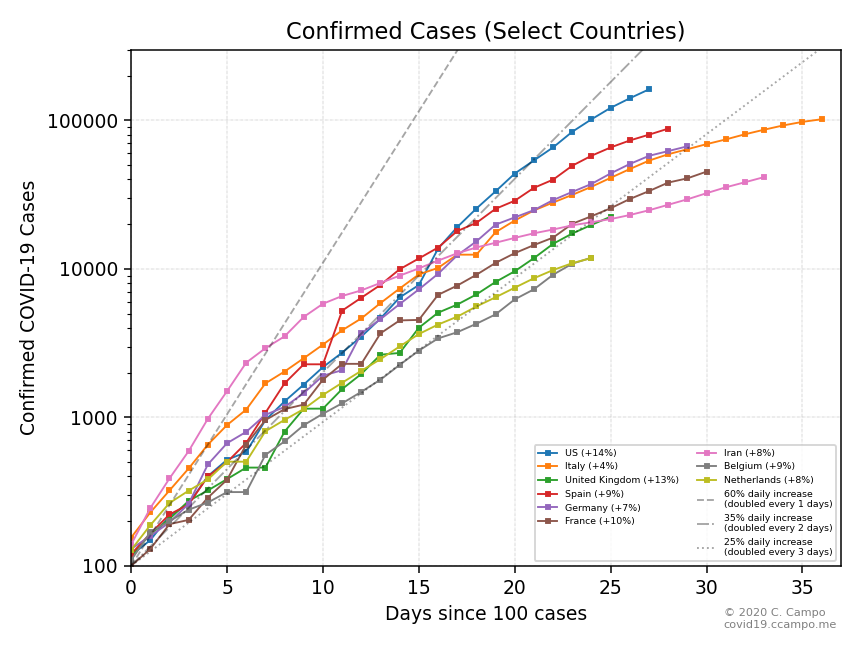 Confirmed Cases (Select Countries)
Confirmed COVID-19 Cases
100000
10000
1000
100
0
5
10
15
20
25
30
35
Days since 100 cases
US (+14%)
Italy (+4%)
United Kingdom (+13%)
Spain (+9%)
Germany (+7%)
France (+10%)
Iran (+8%)
Belgium (+9%)
Netherlands (+8%)
60% daily increase
(doubled every 1 days)
35% daily increase
(doubled every 2 days)
25% daily increase
(doubled every 3 days)
© 2020 C. Campo
covid19.ccampo.me